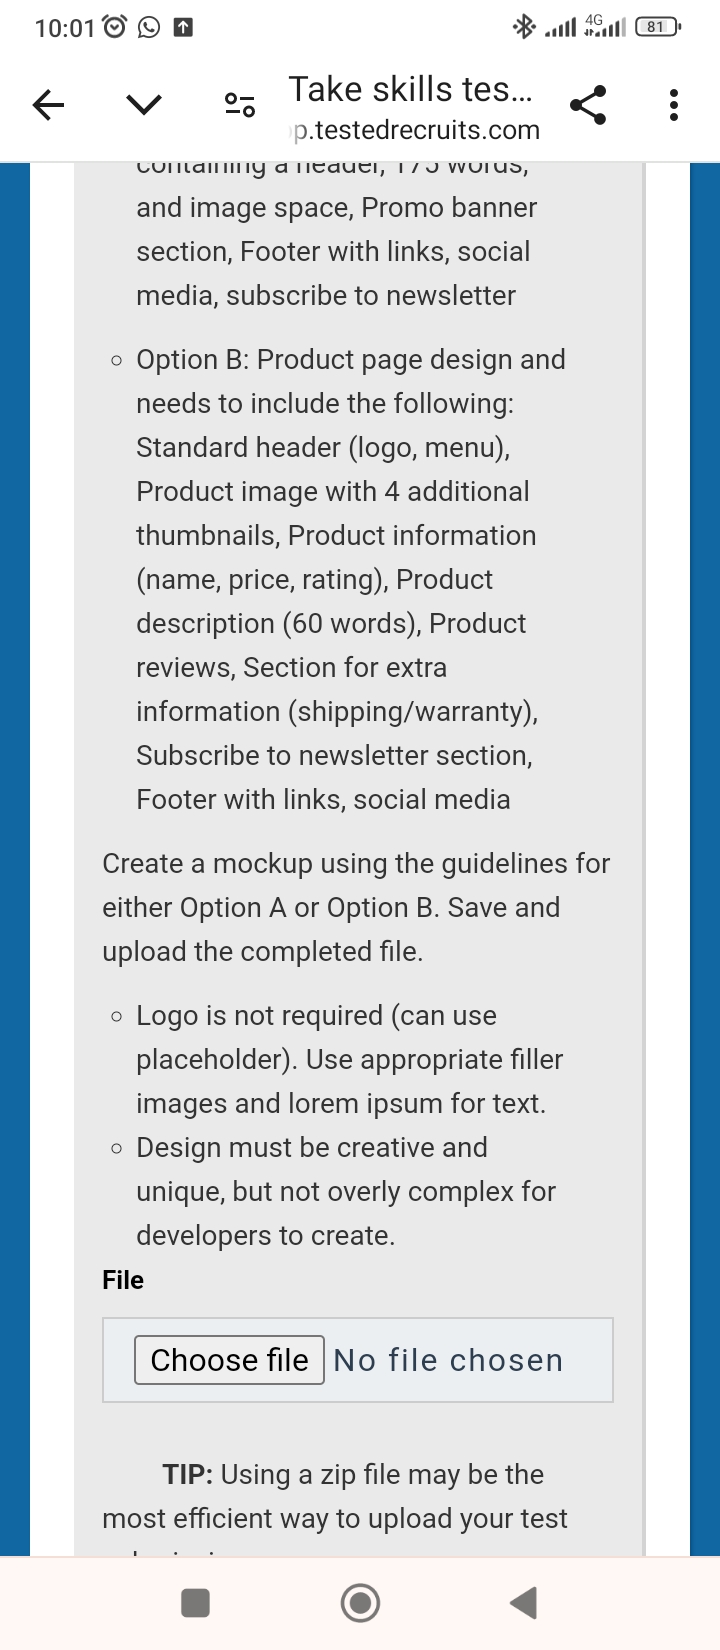 10:01
4G
81
Take skills tes...
p.testedrecruits.com
containing a header, 175 words,
and image space, Promo banner
section, Footer with links, social
media, subscribe to newsletter
Option B: Product page design and
needs to include the following:
Standard header (logo, menu),
Product image with 4 additional
thumbnails, Product information
(name, price, rating), Product
description (60 words), Product
reviews, Section for extra
information (shipping/warranty),
Subscribe to newsletter section,
Footer with links, social media
Create a mockup using the guidelines for
either Option A or Option B. Save and
upload the completed file.
Logo is not required (can use
placeholder). Use appropriate filler
images and lorem ipsum for text.
Design must be creative and
unique, but not overly complex for
developers to create.
File
Choose file No file chosen
TIP: Using a zip file may be the
most efficient way to upload your test